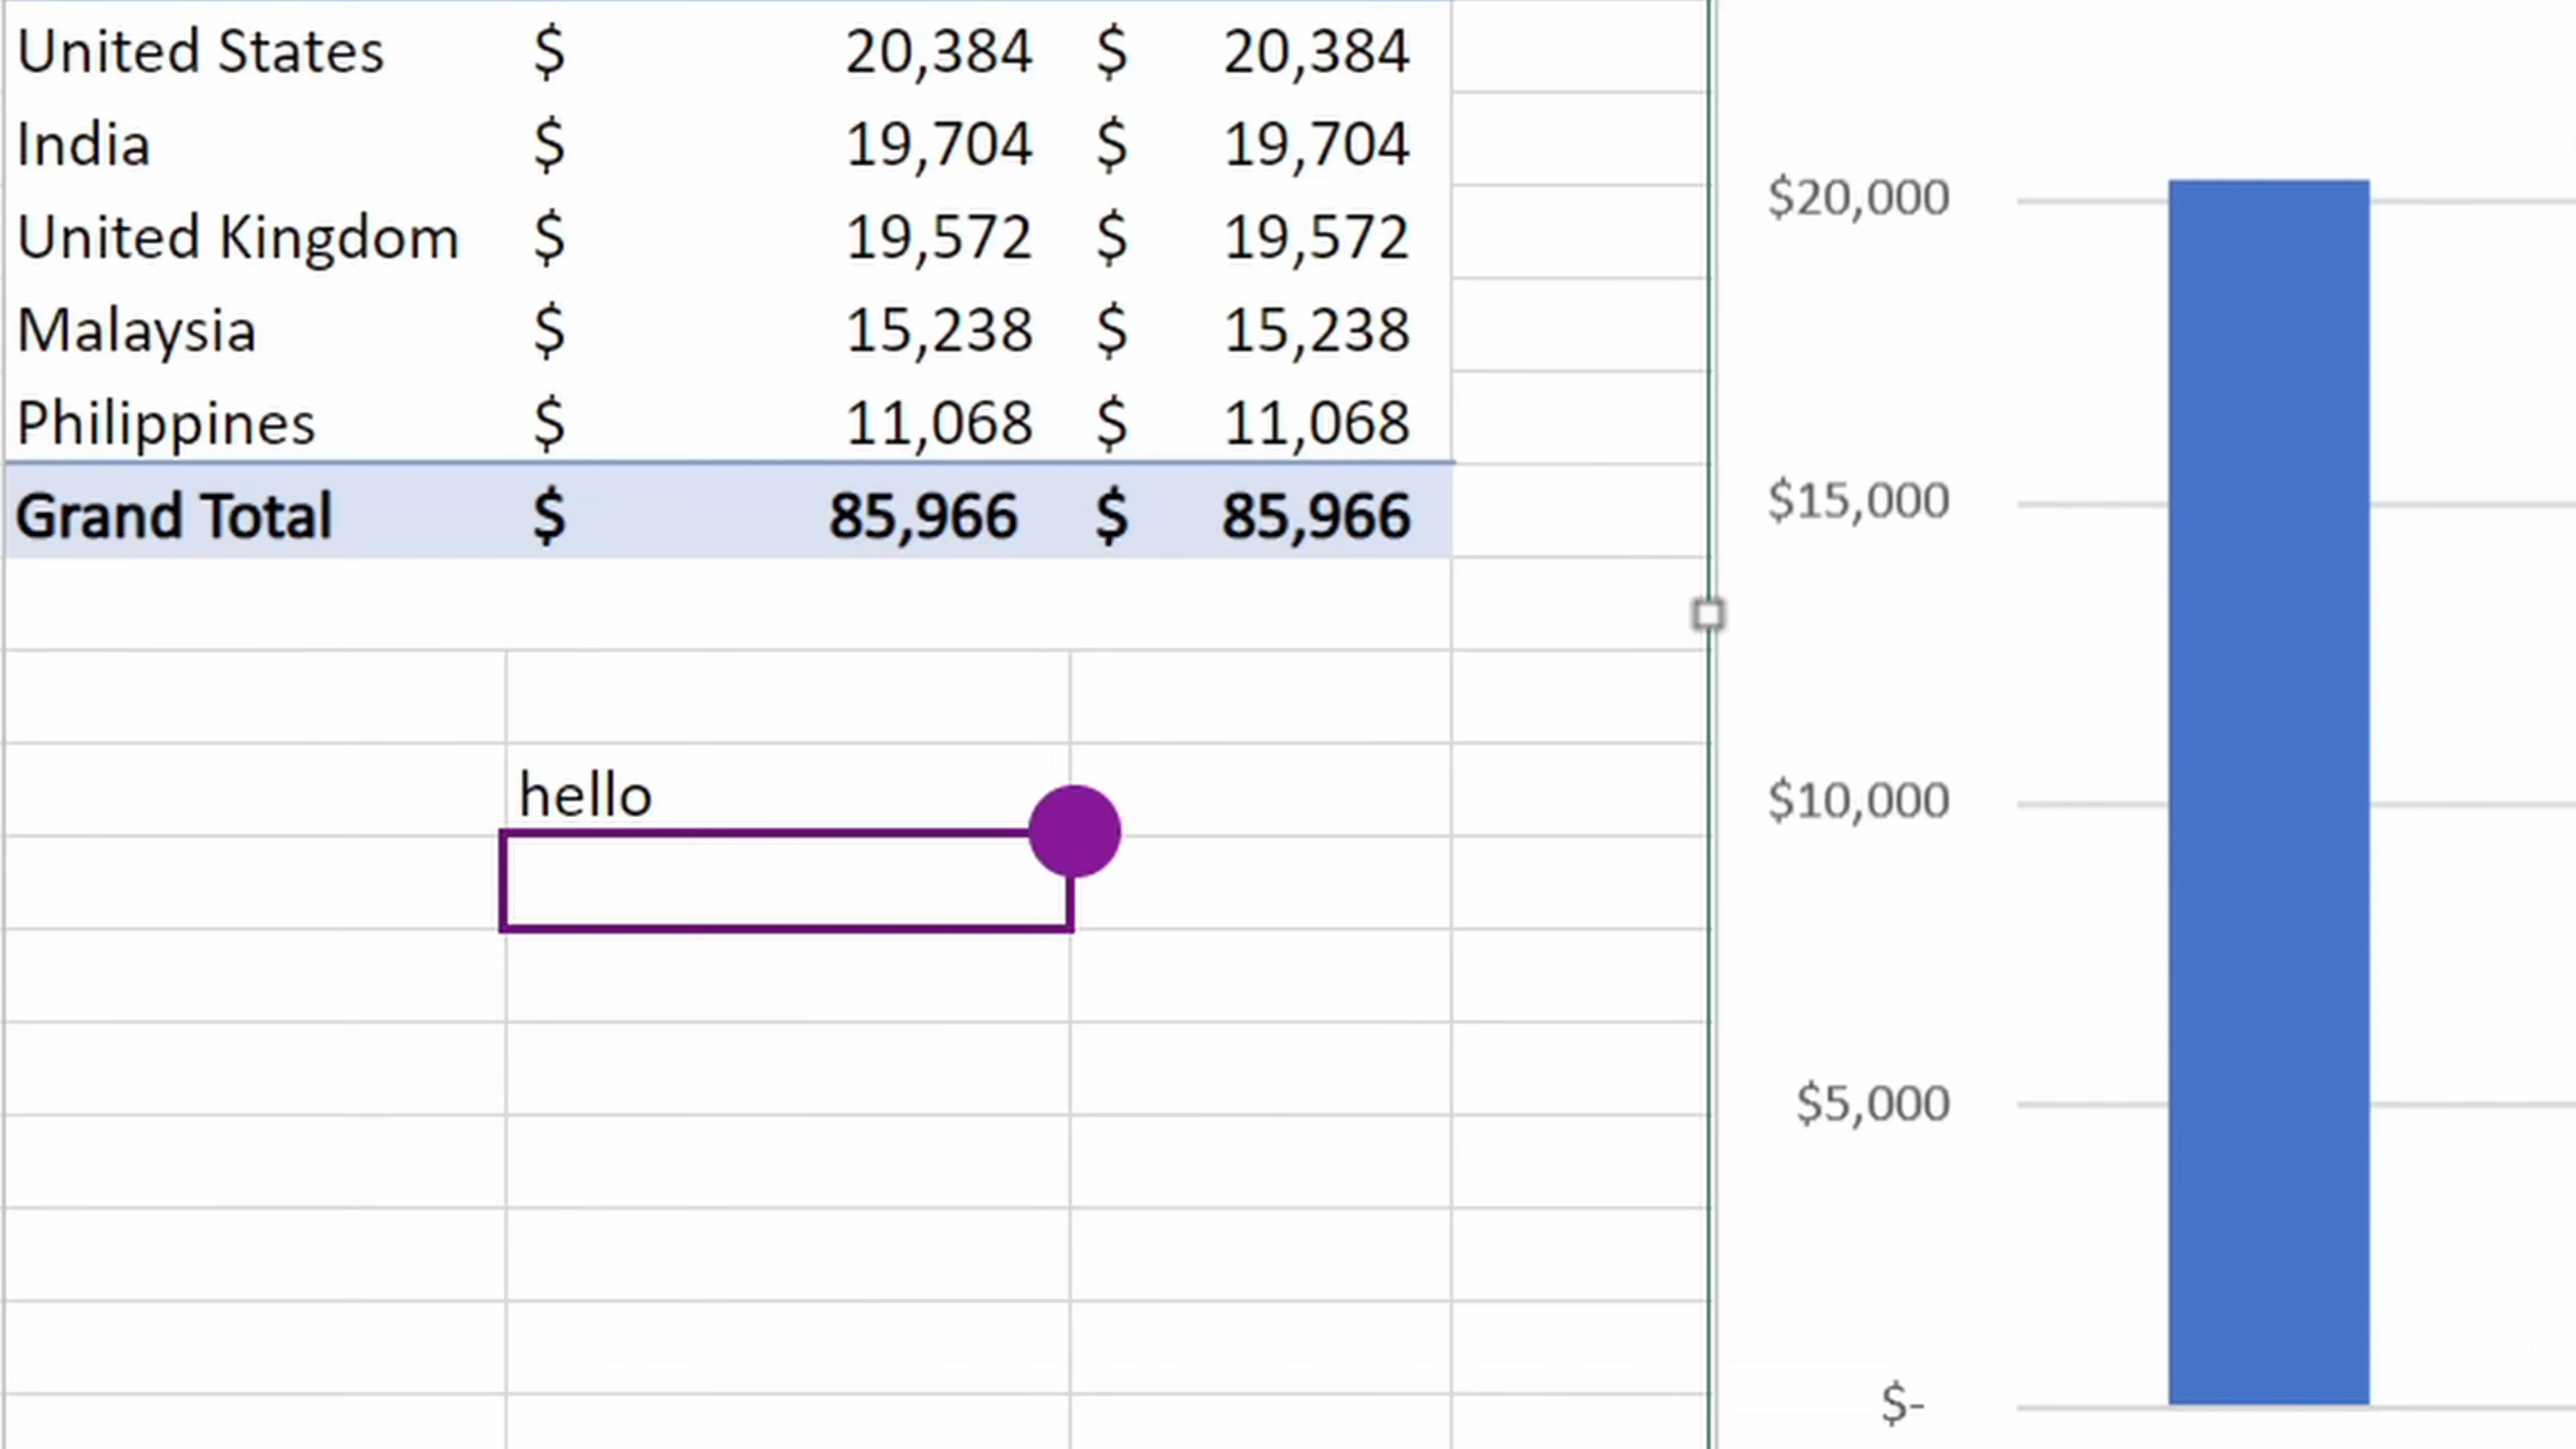 United States $ 20,384 $ 20,384
India $ 19,704 $ 19,704
United Kingdom $ 19,572 $ 19,572
Malaysia $ 15,238 $ 15,238
Philippines $ 11,068 $ 11,068
Grand Total $ 85,966 $ 85,966
hello
$20,000
$15,000
$10,000
$5,000
$-